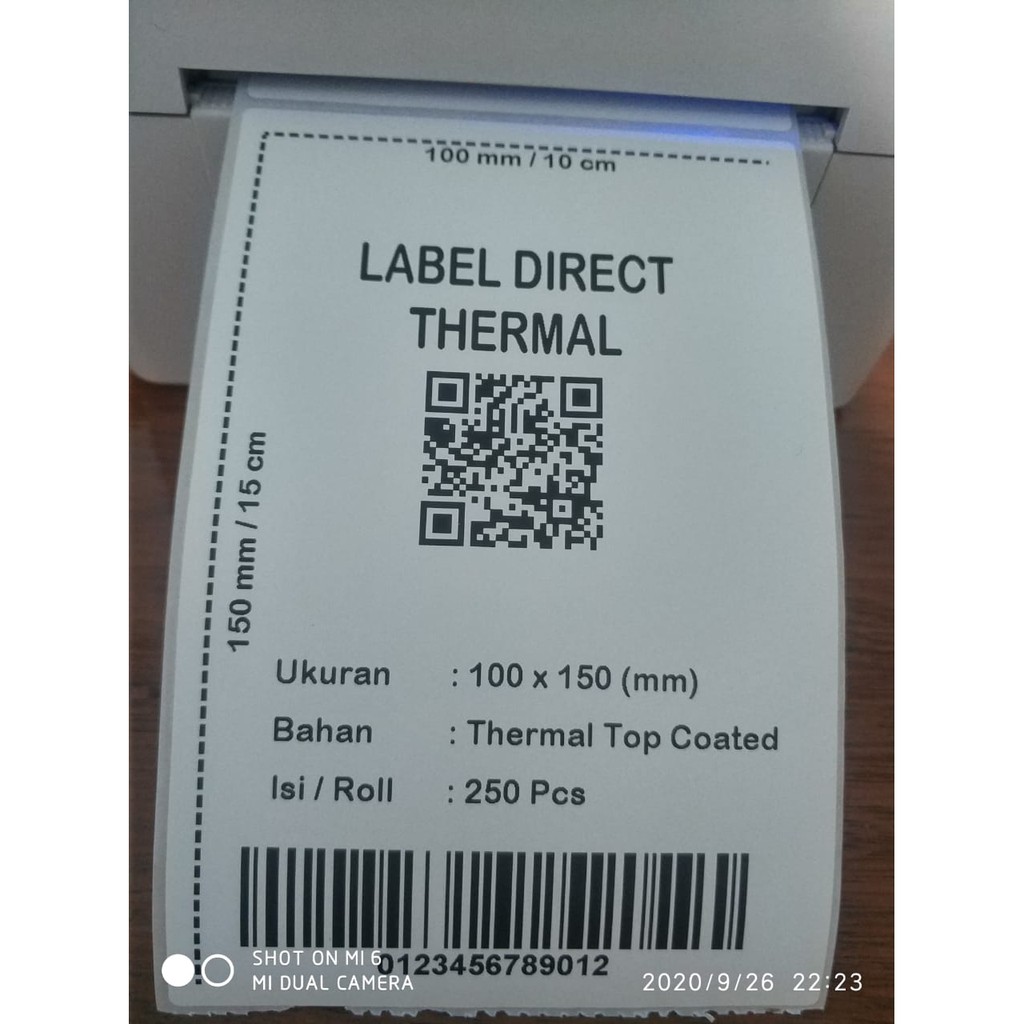 100 mm / 10 cm
LABEL DIRECT
THERMAL
150 mm / 15 cm
Ukuran : 100 x 150 (mm)
Bahan : Thermal Top Coated
Isi / Roll : 250 Pcs
0123456789012
SHOT ON MI 6
MI DUAL CAMERA
2020/9/26 22:23